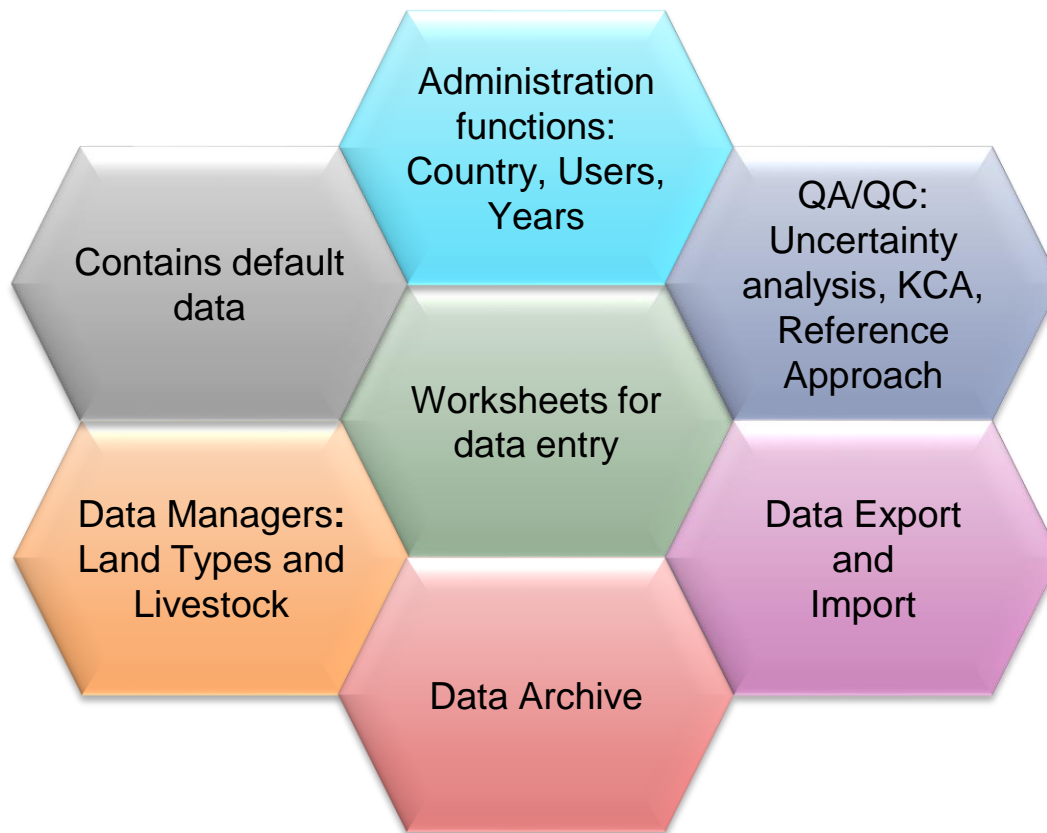 Administration
functions:
Country, Users,
Years
Contains default
data
QA/QC:
Uncertainty
analysis, KCA,
Reference
Approach
Worksheets for
data entry
Data Managers:
Land Types and
Livestock
Data Export
and
Import
Data Archive